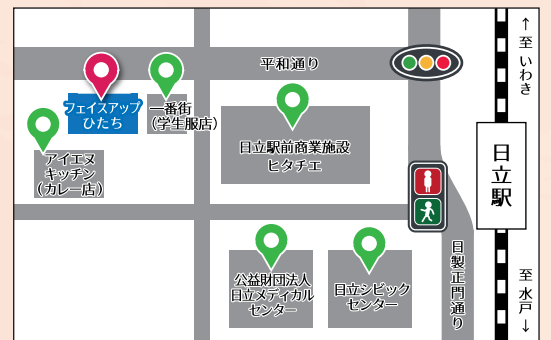 ↑至 いわき
平和通り
フェイスアップ
ひたち
一番街
（学生服店）
アイエヌ
キッチン
（カレー店）
日立駅前商業施設
ヒタチエ
日立駅
公益財団法人
日立メディカル
センター
日立シビック
センター
日製正門通り
至 水戸↓